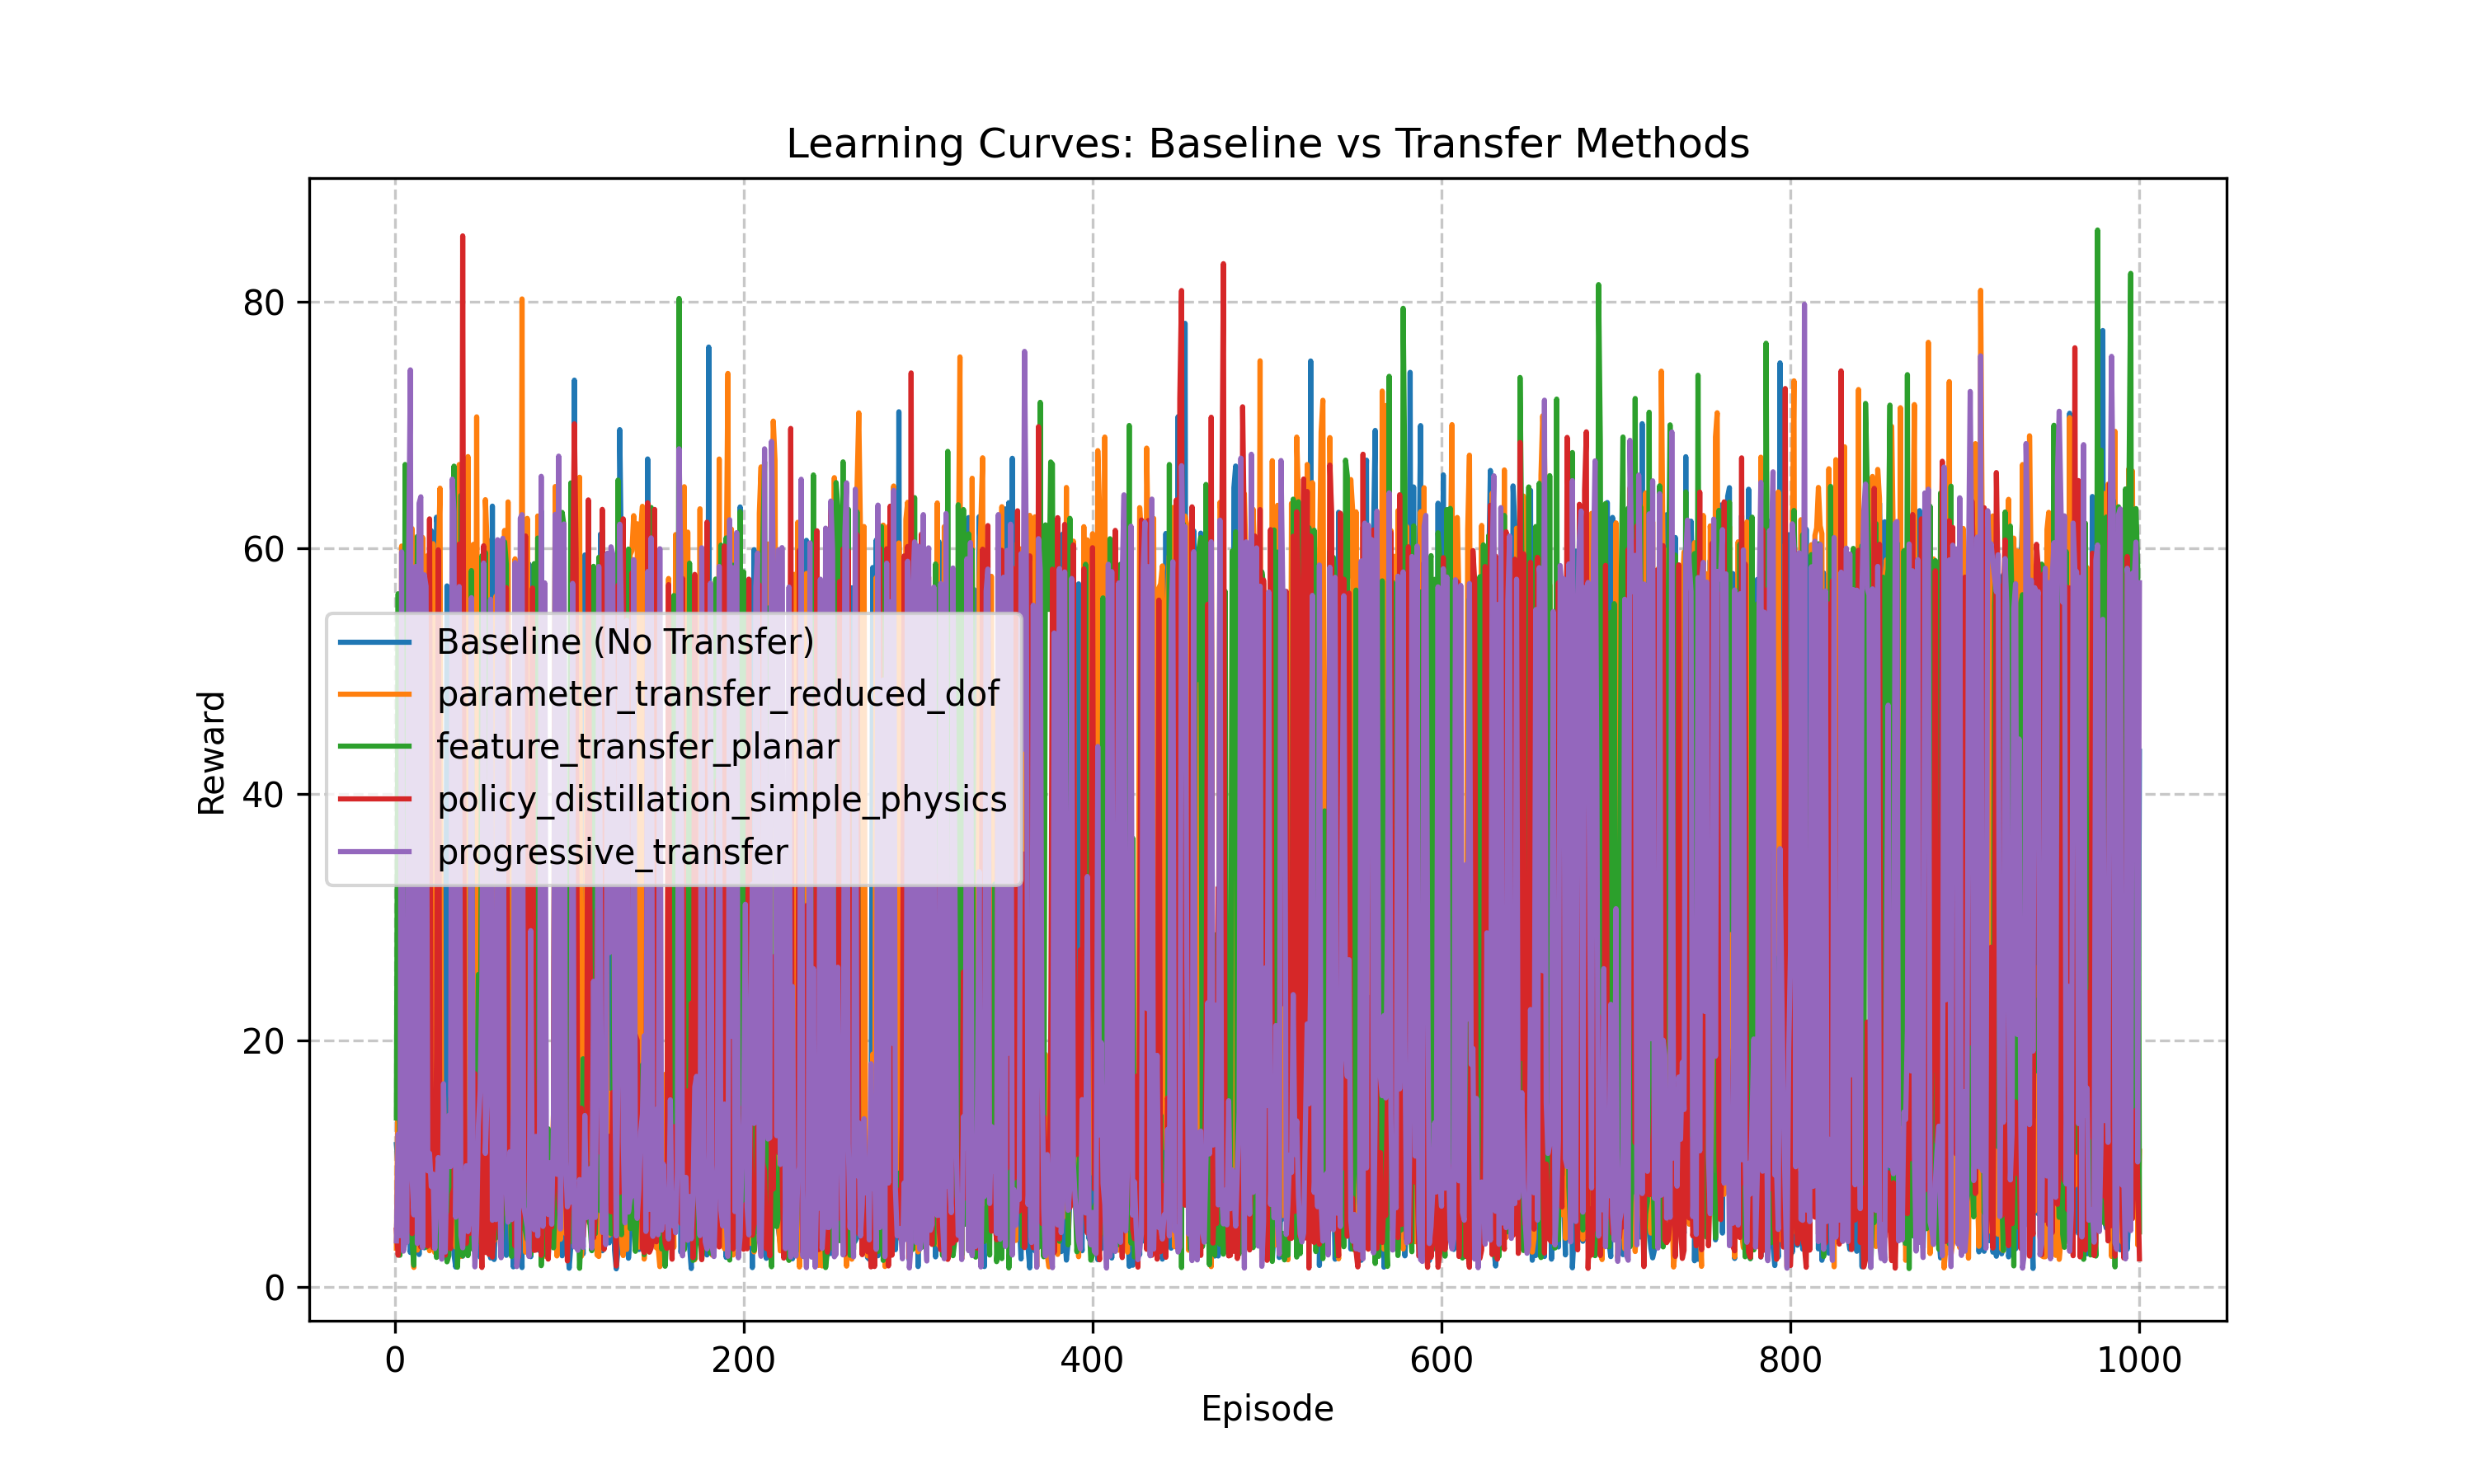 Learning Curves: Baseline vs Transfer Methods
80
60
40
20
0
Reward
Baseline (No Transfer)
parameter_transfer_reduced_dof
feature_transfer_planar
policy_distillation_simple_physics
progressive_transfer
0
200
400
600
800
1000
Episode